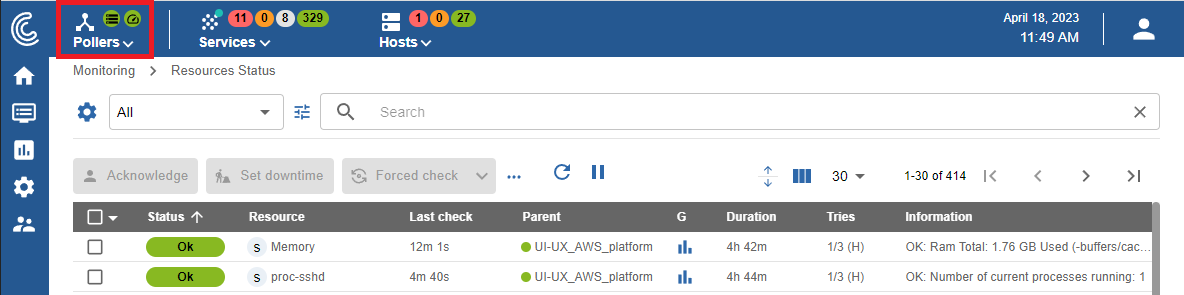 11 0 8 329 1 0 27 April 18, 2023
Pollers Services Hosts 11:49 AM
Monitoring > Resources Status
All Search
Acknowledge Set downtime Forced check ... 30 1-30 of 414
Status Resource Last check Parent G Duration Tries Information
Ok S Memory 12m 1s UI-UX_AWS_platform 4h 42m 1/3 (H) OK: Ram Total: 1.76 GB Used (-buffers/cac...
Ok S proc-sshd 4m 40s UI-UX_AWS_platform 4h 44m 1/3 (H) OK: Number of current processes running: 1